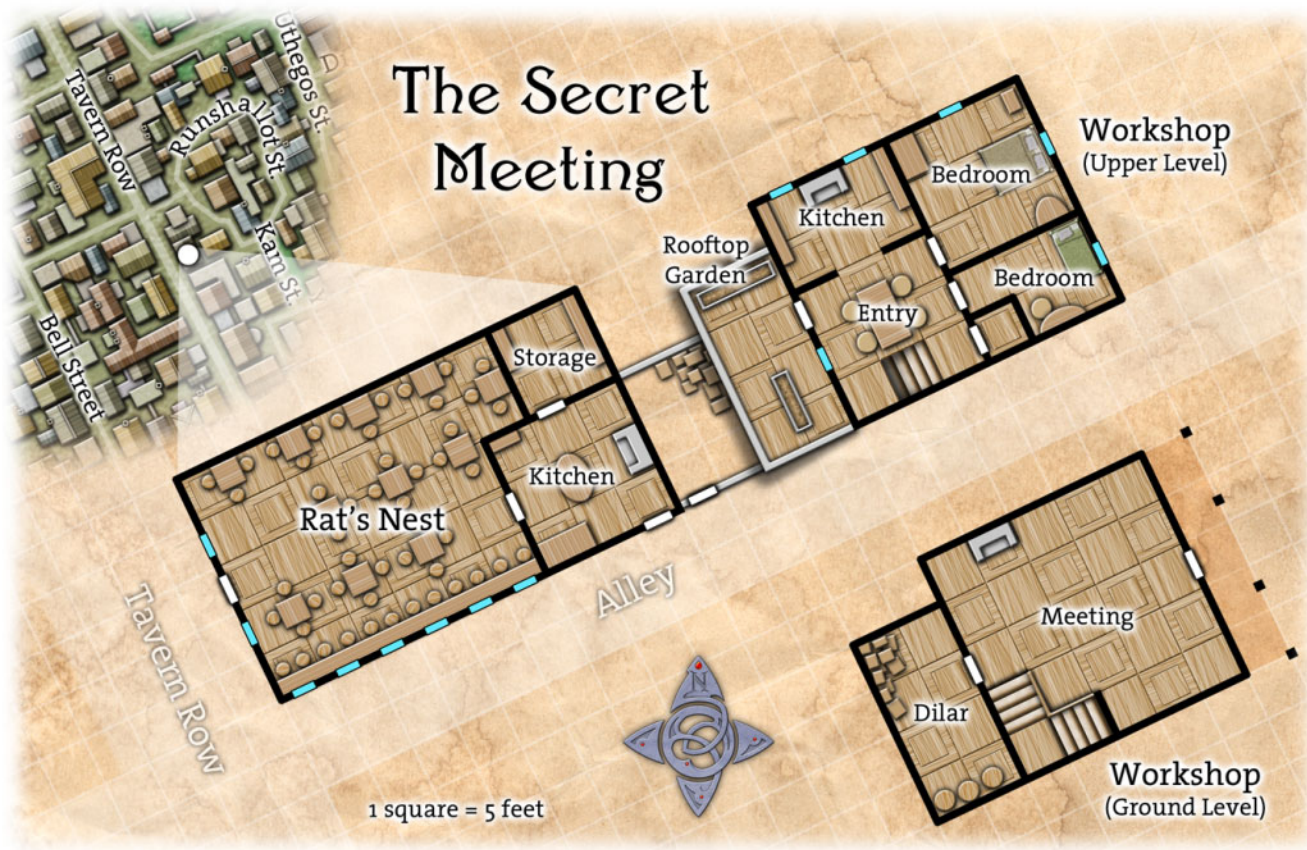 The Secret
Meeting
Uthegos St.
Tavern Row
Runshalot St.
Kam St.
Bell Street
Workshop
(Upper Level)
Bedroom
Kitchen
Rooftop
Garden
Bedroom
Entry
Storage
Kitchen
Rat's Nest
Alley
Tavern Row
Meeting
Dilar
N
Workshop
(Ground Level)
1 square = 5 feet